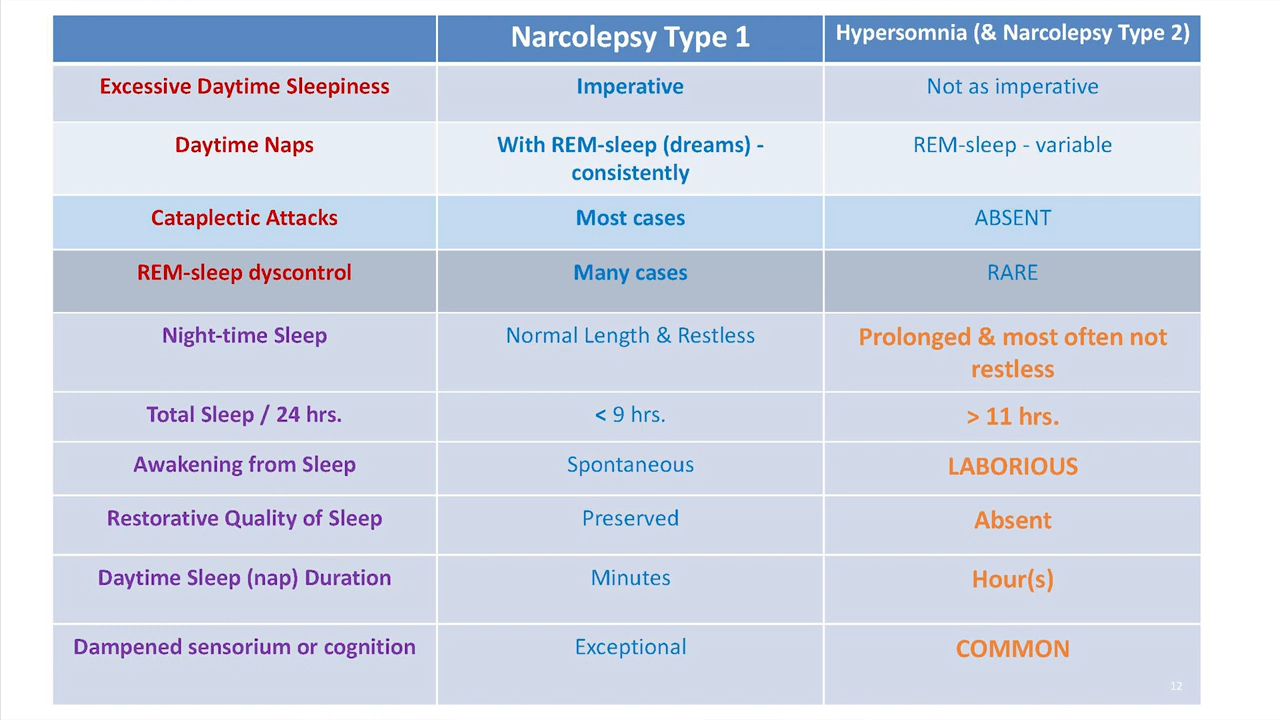 Narcolepsy Type 1
Hypersomnia (& Narcolepsy Type 2)
Excessive Daytime Sleepiness
Imperative
Not as imperative
Daytime Naps
With REM-sleep (dreams) -
consistently
REM-sleep - variable
Cataplectic Attacks
Most cases
ABSENT
REM-sleep dyscontrol
Many cases
RARE
Night-time Sleep
Normal Length & Restless
Prolonged & most often not
restless
Total Sleep / 24 hrs.
< 9 hrs.
> 11 hrs.
Awakening from Sleep
Spontaneous
LABORIOUS
Restorative Quality of Sleep
Preserved
Absent
Daytime Sleep (nap) Duration
Minutes
Hour(s)
Dampened sensorium or cognition
Exceptional
COMMON
12